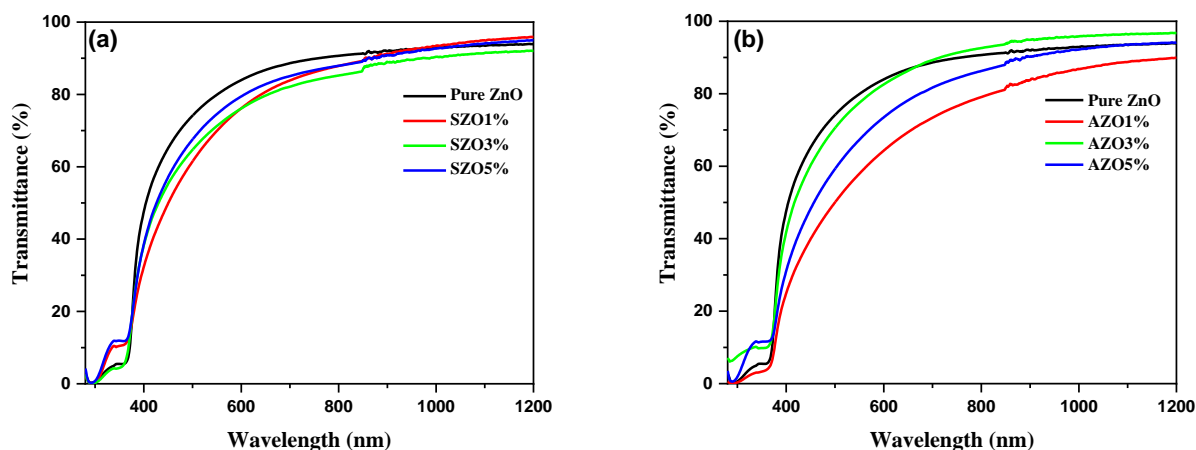 (a)
Transmittance (%)
100
80
60
40
20
0
400
600
800
1000
1200
Wavelength (nm)
Pure ZnO
SZO1%
SZO3%
SZO5%
(b)
Transmittance (%)
100
80
60
40
20
0
400
600
800
1000
1200
Wavelength (nm)
Pure ZnO
AZO1%
AZO3%
AZO5%